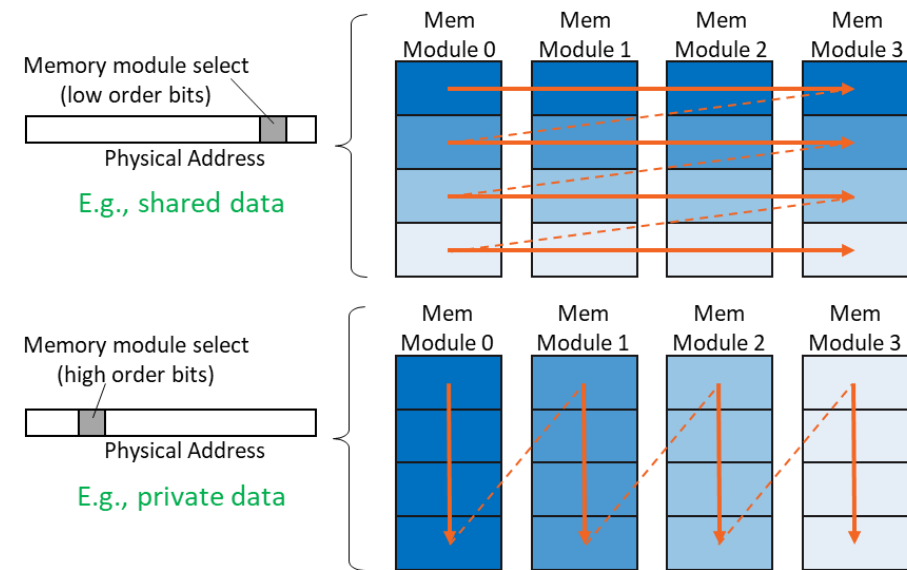 Mem Mem Mem Mem
Module 0 Module 1 Module 2 Module 3
Memory module select
(low order bits)
Physical Address
E.g., shared data
Mem Mem Mem Mem
Module 0 Module 1 Module 2 Module 3
Memory module select
(high order bits)
Physical Address
E.g., private data